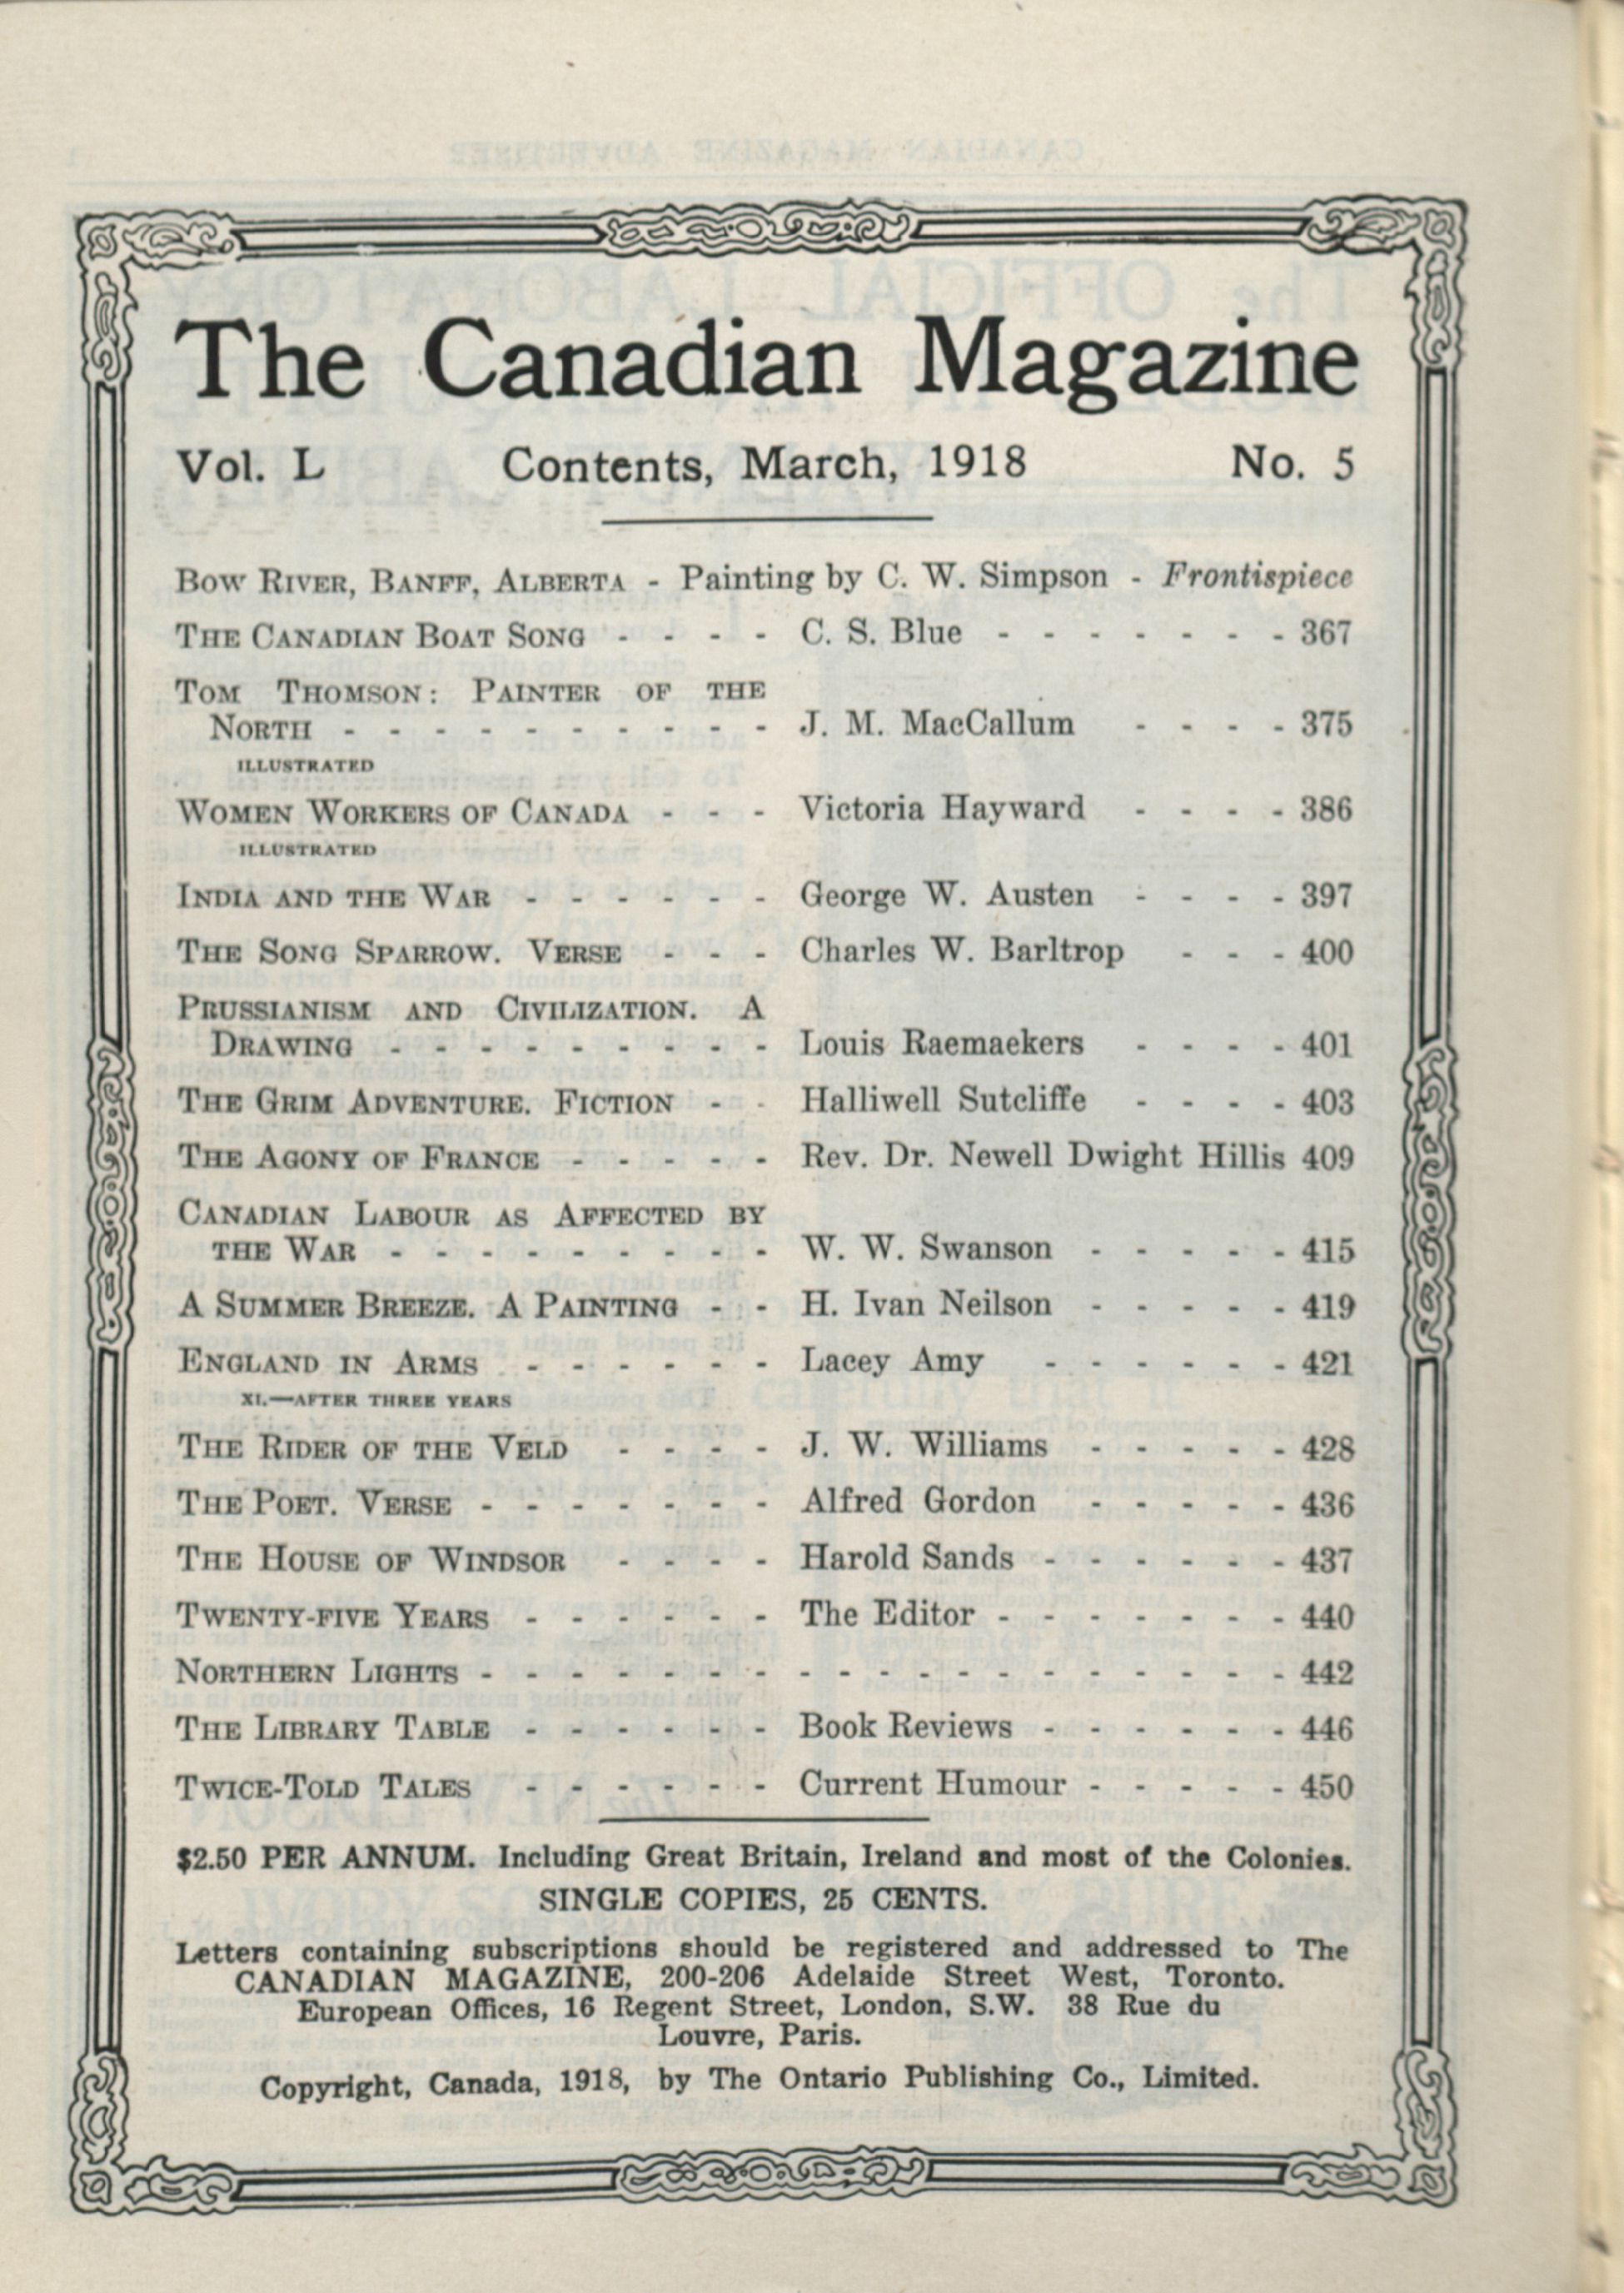 The Canadian Magazine
Vol. L Contents, March, 1918 No. 5
BOW RIVER, BANFF, ALBERTA - Painting by C. W. Simpson - Frontispiece
THE CANADIAN BOAT SONG - - - - C. S. Blue - - - - - - - 367
TOM THOMSON: PAINTER OF THE
NORTH - - - - - - - - - - J. M. MacCallum - - - - 375
ILLUSTRATED
WOMEN WORKERS OF CANADA - - - Victoria Hayward - - - - 386
ILLUSTRATED
INDIA AND THE WAR - - - - - - George W. Austen - - - - 397
THE SONG SPARROW. VERSE - - - Charles W. Barltrop - - - 400
PRUSSIANISM AND CIVILIZATION. A
DRAWING - - - - - - - - - Louis Raemaekers - - - - 401
THE GRIM ADVENTURE. FICTION - - Halliwell Sutcliffe - - - - 403
THE AGONY OF FRANCE - - - - - Rev. Dr. Newell Dwight Hillis 409
CANADIAN LABOUR AS AFFECTED BY
THE WAR - - - - - - - - - W. W. Swanson - - - - - 415
A SUMMER BREEZE. A PAINTING - - H. Ivan Neilson - - - - - 419
ENGLAND IN ARMS - - - - - - Lacey Amy - - - - - - 421
XI.—AFTER THREE YEARS
THE RIDER OF THE VELD - - - - J. W. Williams - - - - - 428
THE POET. VERSE - - - - - - - Alfred Gordon - - - - - 436
THE HOUSE OF WINDSOR - - - - Harold Sands - - - - - - 437
TWENTY-FIVE YEARS - - - - - - The Editor - - - - - - - 440
NORTHERN LIGHTS - - - - - - - - - - - - - - - - - - - 442
THE LIBRARY TABLE - - - - - - Book Reviews - - - - - - 446
TWICE-TOLD TALES - - - - - - Current Humour - - - - - 450
$2.50 PER ANNUM. Including Great Britain, Ireland and most of the Colonies.
SINGLE COPIES, 25 CENTS.
Letters containing subscriptions should be registered and addressed to The
CANADIAN MAGAZINE, 200-206 Adelaide Street West, Toronto.
European Offices, 16 Regent Street, London, S.W. 38 Rue du
Louvre, Paris.
Copyright, Canada, 1918, by The Ontario Publishing Co., Limited.